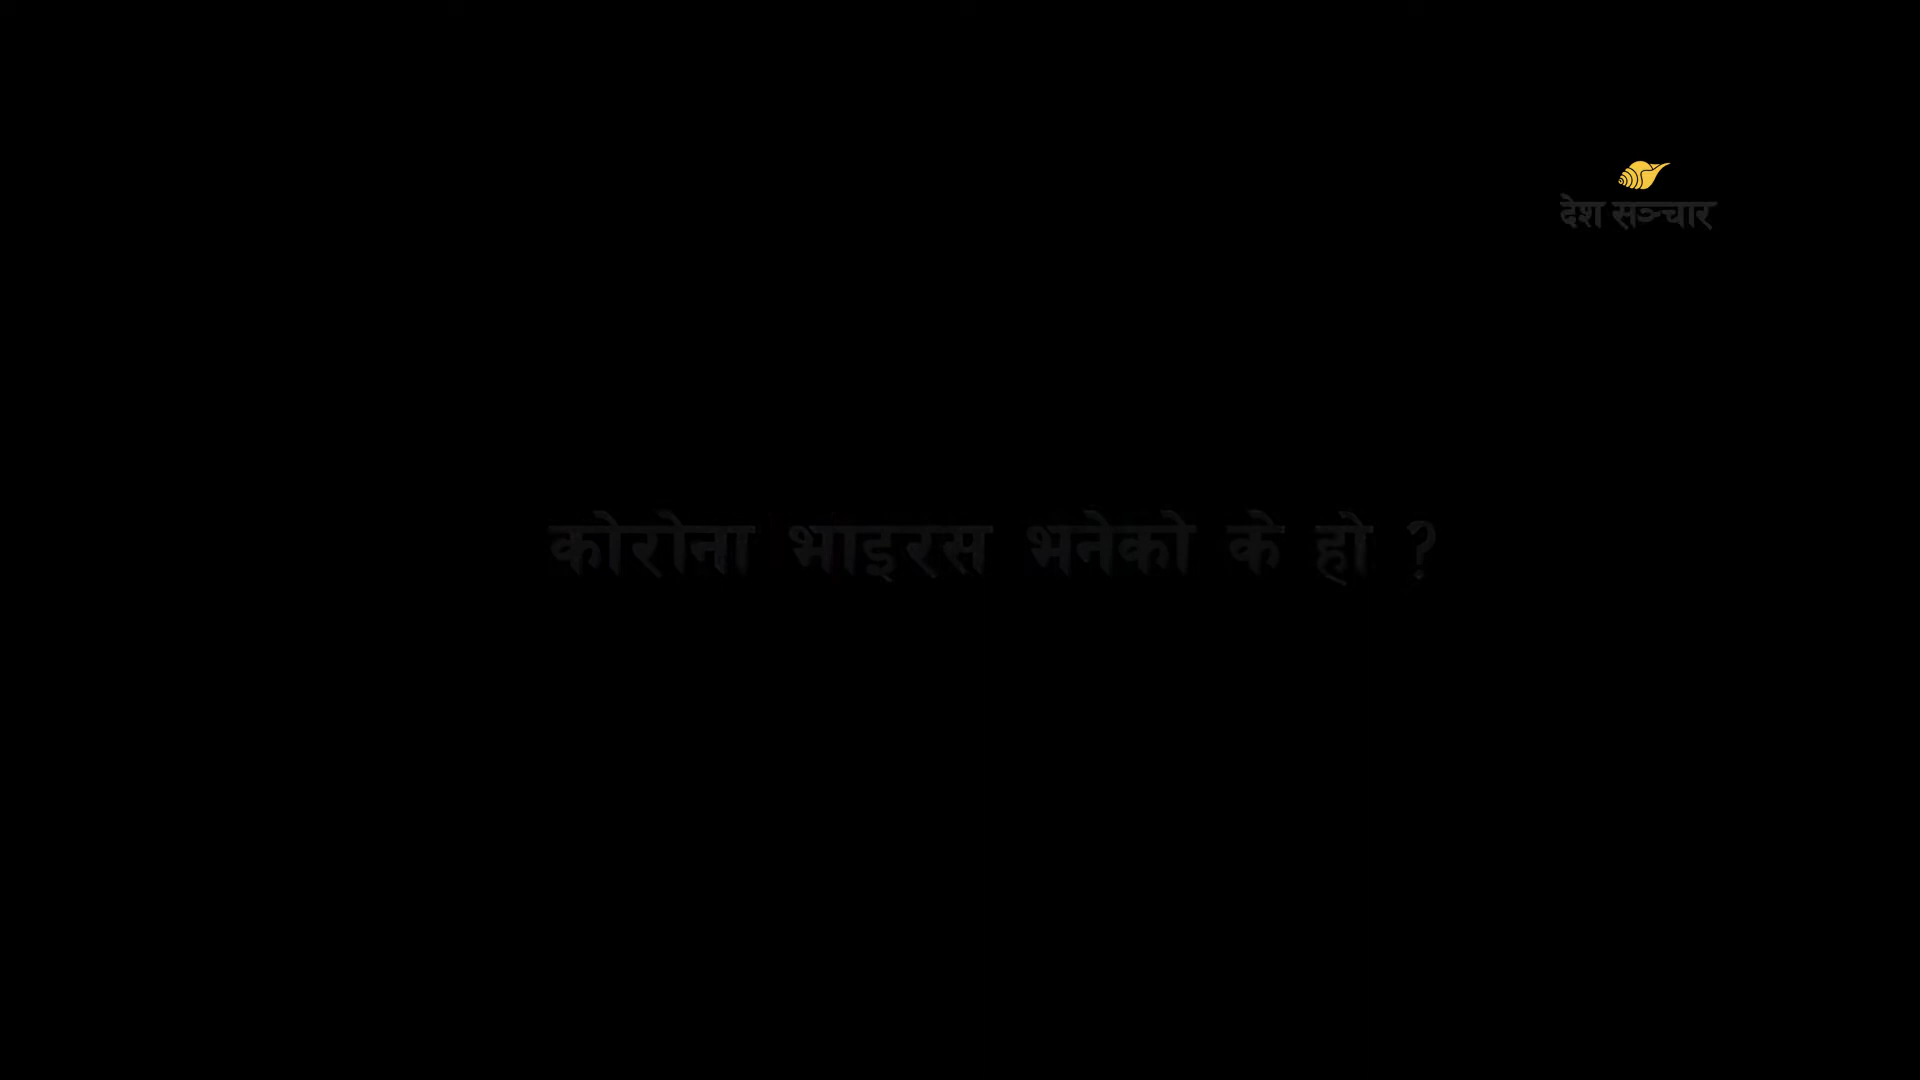 देश सञ्चार
कोरोना भाइरस भनेको के हो ?